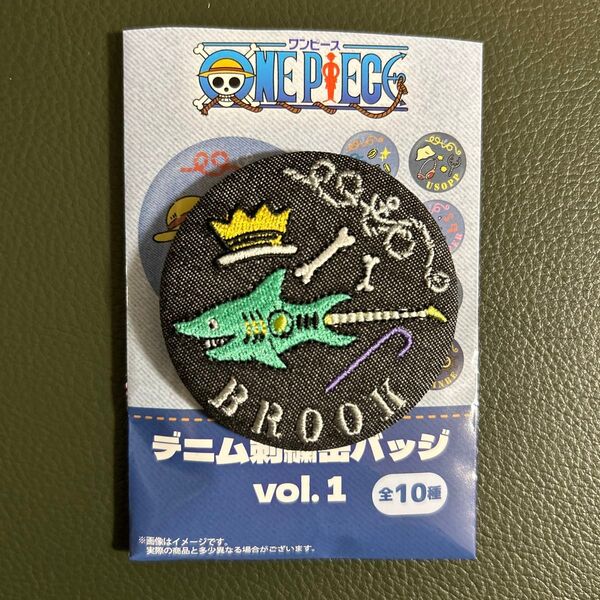 ワンピース
ONE PIECE
USOPP
BROOK
デニム刺繍缶バッジ
vol.1
全10種
※画像はイメージです。
実際の商品と多少異なる場合がございます。